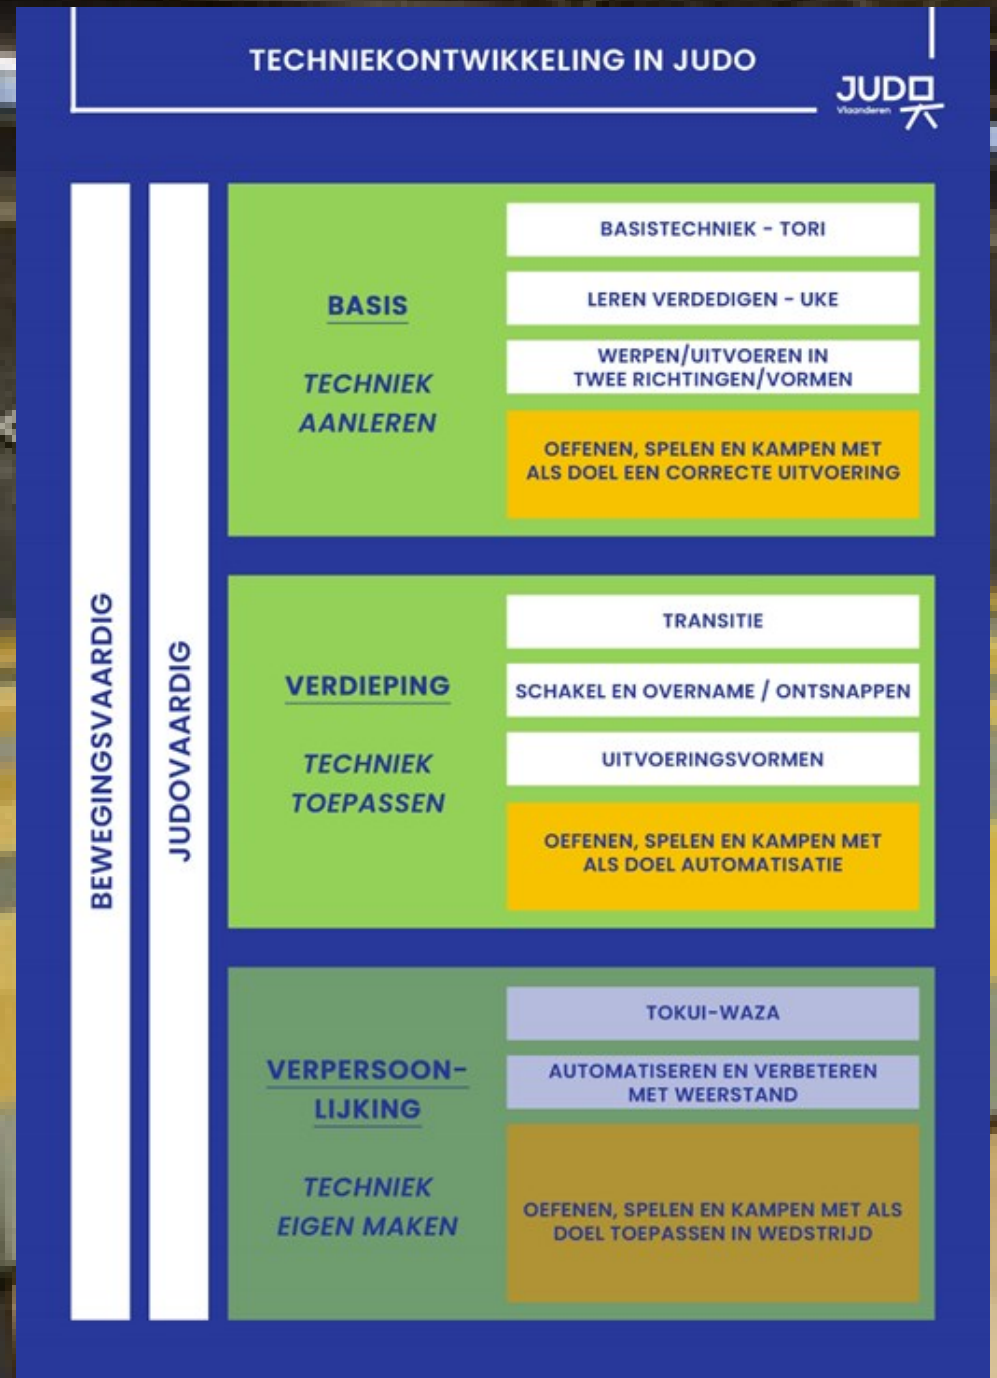 TECHNIEKONTWIKKELING IN JUDO
JUDO
Vlaanderen
BEWEGINGSVAARDIG
JUDOVAARDIG
BASIS
TECHNIEK
AANLEREN
BASISTECHNIEK - TORI
LEREN VERDEDIGEN - UKE
WERPEN/UITVOEREN IN
TWEE RICHTINGEN/VORMEN
OEFENEN, SPELEN EN KAMPEN MET
ALS DOEL EEN CORRECTE UITVOERING
VERDIEPING
TECHNIEK
TOEPASSEN
TRANSITIE
SCHAKEL EN OVERNAME / ONTSNAPPEN
UITVOERINGSVORMEN
OEFENEN, SPELEN EN KAMPEN MET
ALS DOEL AUTOMATISATIE
VERPERSOON-
LIJKING
TECHNIEK
EIGEN MAKEN
TOKUI-WAZA
AUTOMATISEREN EN VERBETEREN
MET WEERSTAND
OEFENEN, SPELEN EN KAMPEN MET ALS
DOEL TOEPASSEN IN WEDSTRIJD